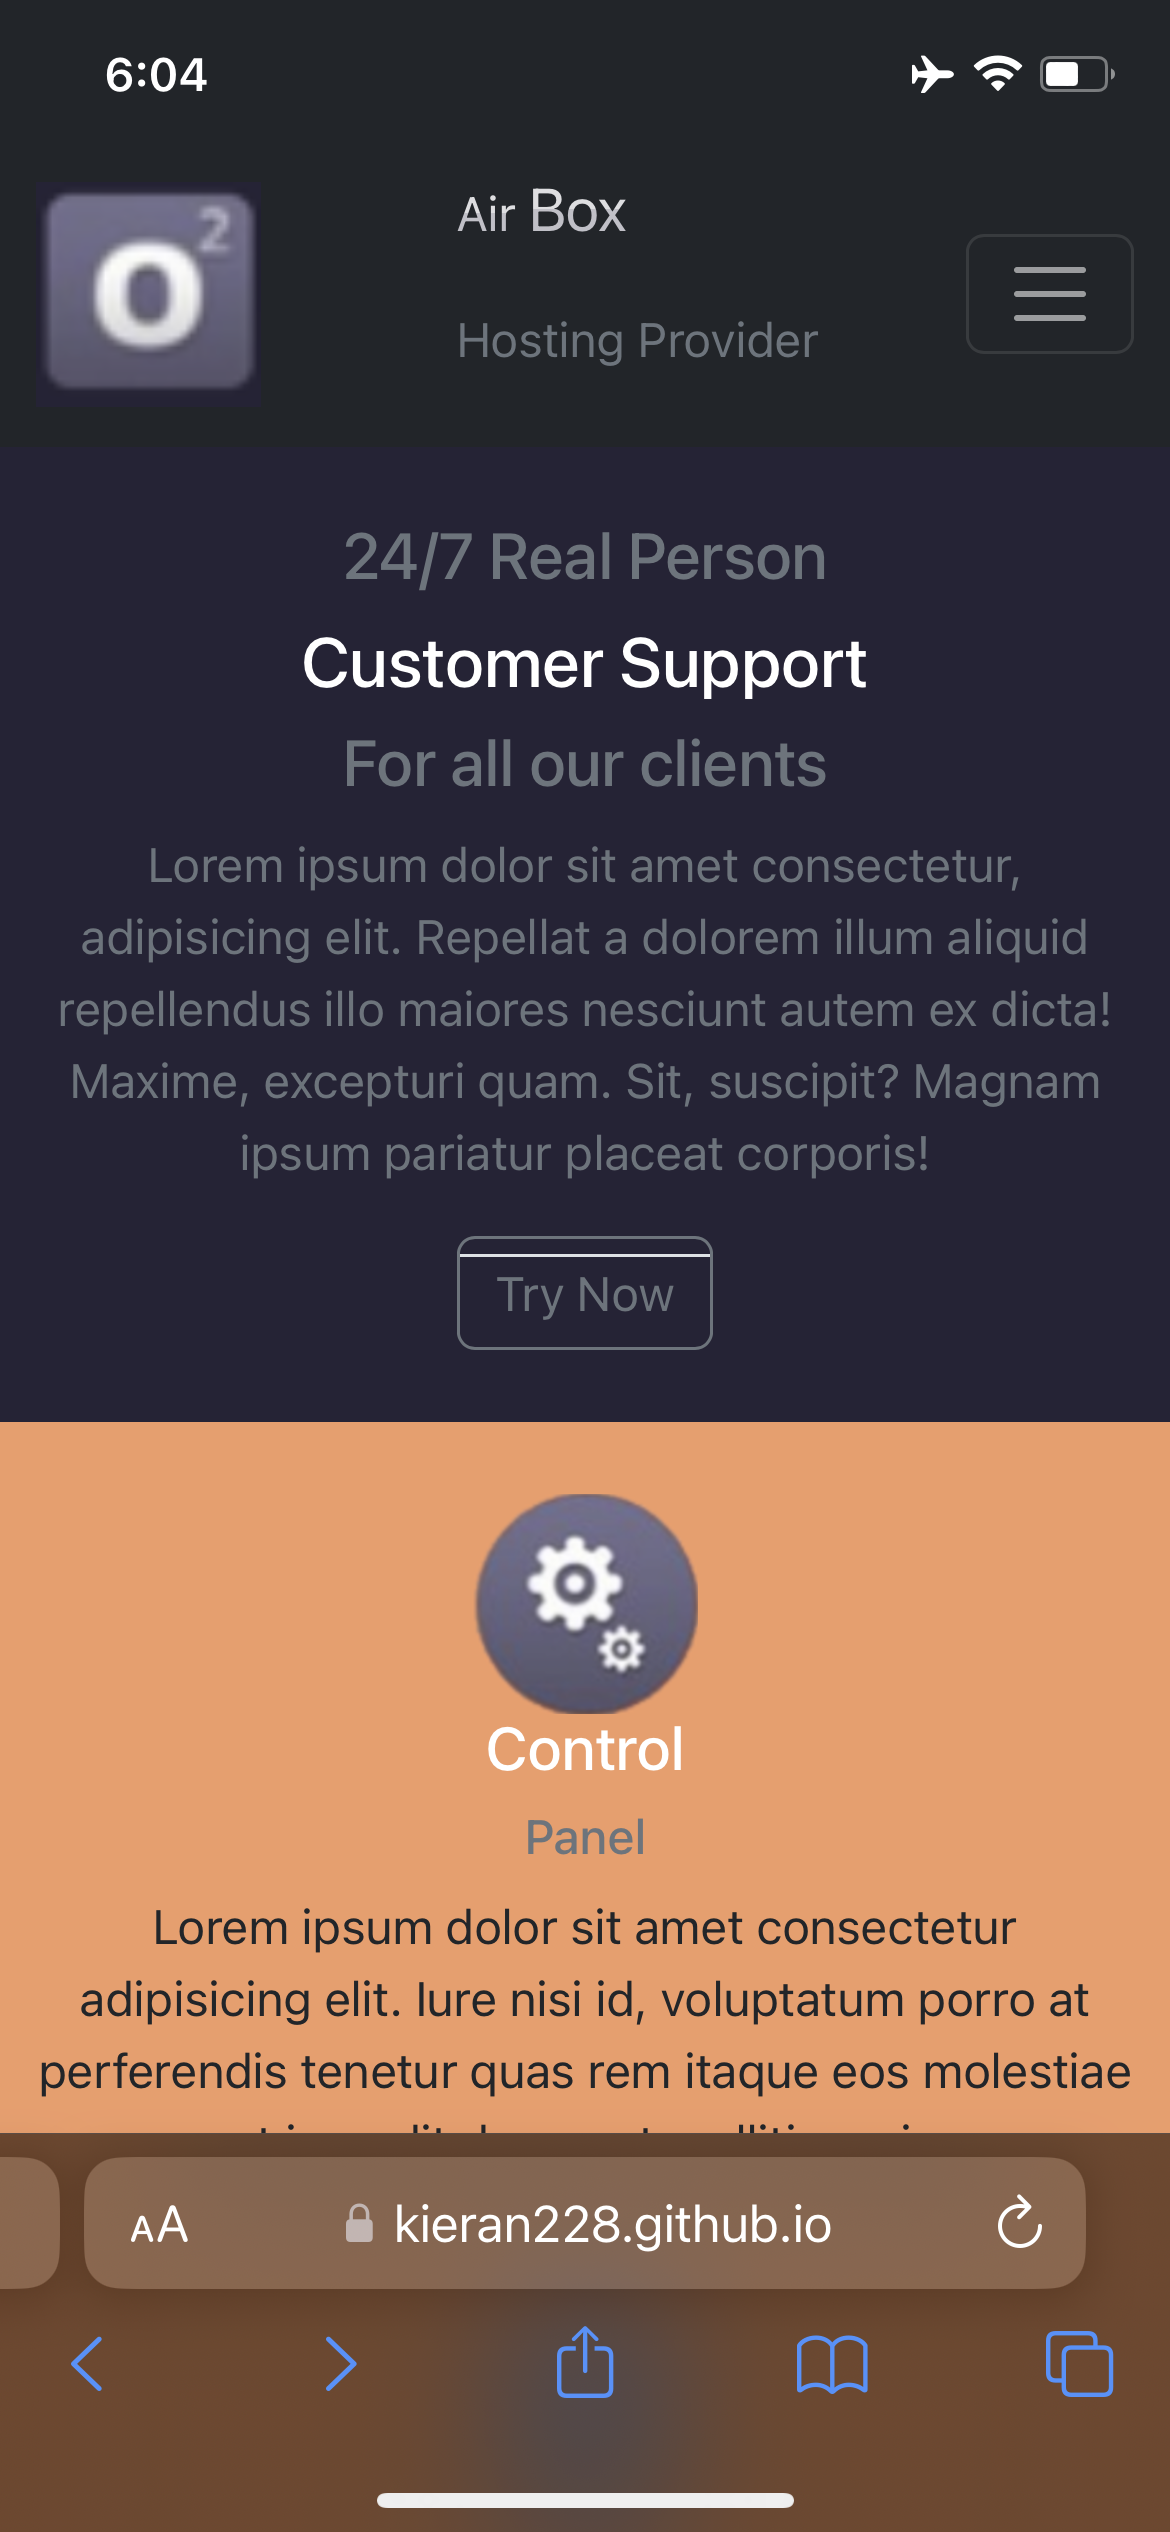 6:04
O2
Air Box
Hosting Provider
24/7 Real Person
Customer Support
For all our clients
Lorem ipsum dolor sit amet consectetur,
adipisicing elit. Repellat a dolorem illum aliquid
repellendus illo maiores nesciunt autem ex dicta!
Maxime, excepturi quam. Sit, suscipit? Magnam
ipsum pariatur placeat corporis!
Try Now
Control
Panel
Lorem ipsum dolor sit amet consectetur
adipisicing elit. Iure nisi id, voluptatum porro at
perferendis tenetur quas rem itaque eos molestiae
AA kieran228.github.io